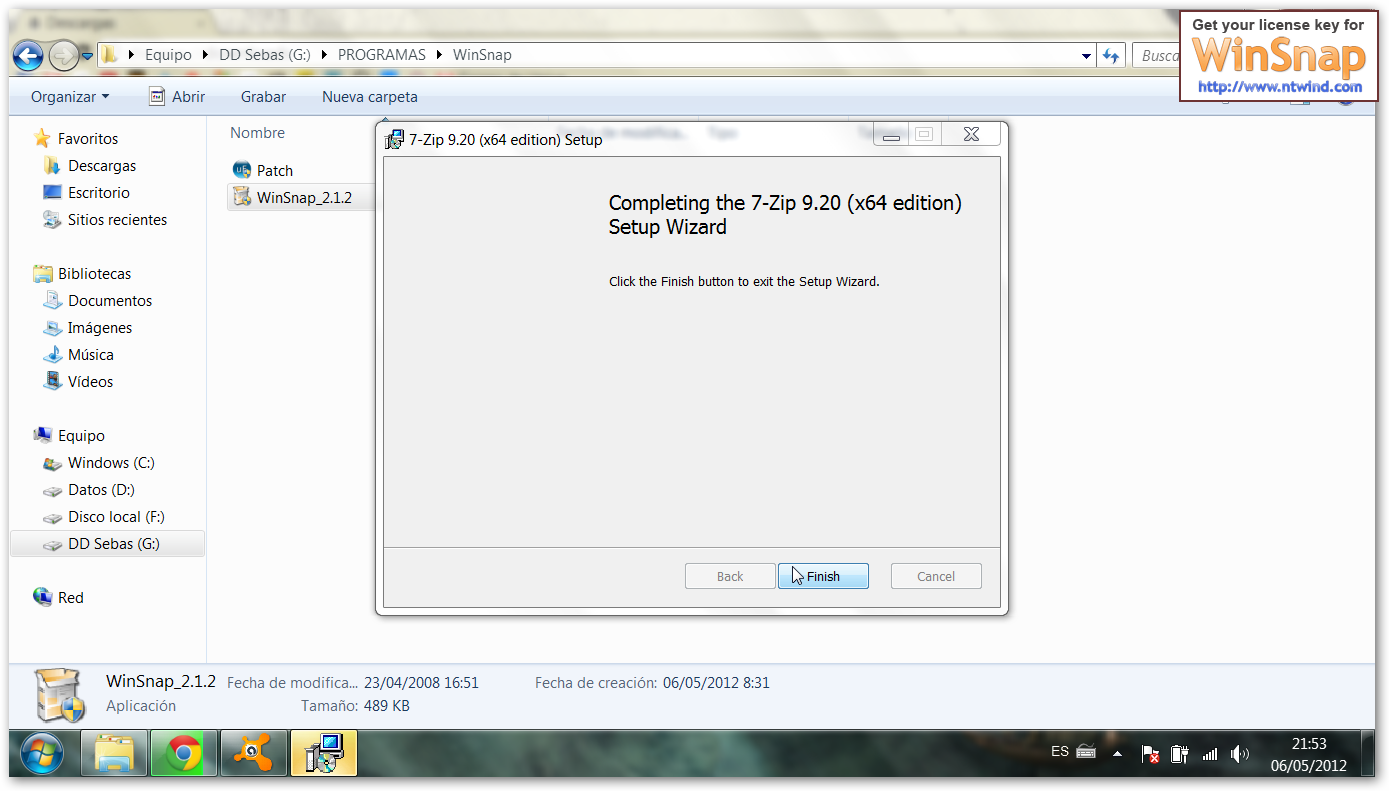 Descargas
Get your license key for
WinSnap
http://www.ntwind.com
Equipo DD Sebas (G:) PROGRAMAS WinSnap
Busca
Organizar Abrir Grabar Nueva carpeta
Nombre
Patch
WinSnap_2.1.2
Favoritos
Descargas
Escritorio
Sitios recientes
Bibliotecas
Documentos
Imágenes
Música
Vídeos
Equipo
Windows (C:)
Datos (D:)
Disco local (F:)
DD Sebas (G:)
Red
7-Zip 9.20 (x64 edition) Setup
Completing the 7-Zip 9.20 (x64 edition)
Setup Wizard
Click the Finish button to exit the Setup Wizard.
Back Finish Cancel
WinSnap_2.1.2 Fecha de modifica... 23/04/2008 16:51 Fecha de creación: 06/05/2012 8:31
Aplicación Tamaño: 489 KB
ES
21:53
06/05/2012